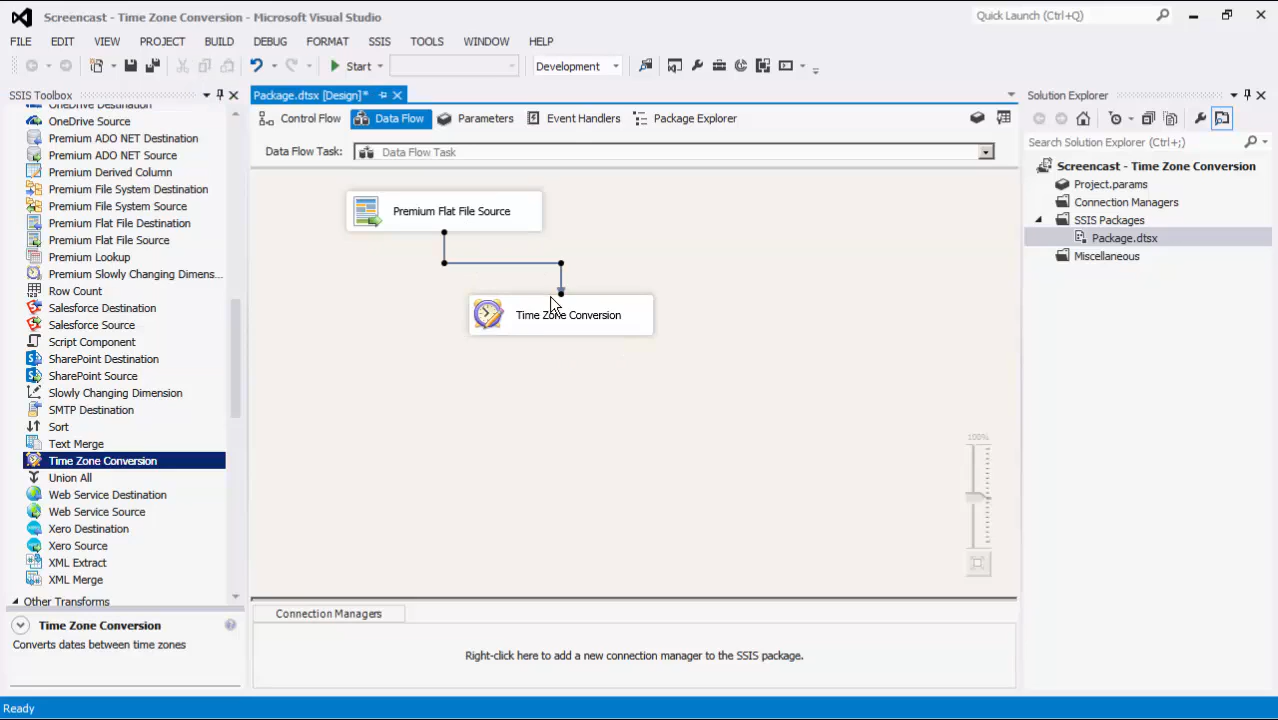 Screencast - Time Zone Conversion - Microsoft Visual Studio
Quick Launch (Ctrl+Q)
FILE EDIT VIEW PROJECT BUILD DEBUG FORMAT SSIS TOOLS WINDOW HELP
Start
Development
SSIS Toolbox
Package.dtsx [Design]*
Solution Explorer
OneDrive Destination
OneDrive Source
Premium ADO NET Destination
Premium ADO NET Source
Premium Derived Column
Premium File System Destination
Premium File System Source
Premium Flat File Destination
Premium Flat File Source
Premium Lookup
Premium Slowly Changing Dimens...
Row Count
Salesforce Destination
Salesforce Source
Script Component
SharePoint Destination
SharePoint Source
Slowly Changing Dimension
SMTP Destination
Sort
Text Merge
Time Zone Conversion
Union All
Web Service Destination
Web Service Source
Xero Destination
Xero Source
XML Extract
XML Merge
Other Transforms
Time Zone Conversion
Converts dates between time zones
Control Flow Data Flow Parameters Event Handlers Package Explorer
Data Flow Task: Data Flow Task
Premium Flat File Source
Time Zone Conversion
100%
Connection Managers
Right-click here to add a new connection manager to the SSIS package.
Search Solution Explorer (Ctrl+;)
Screencast - Time Zone Conversion
Project.params
Connection Managers
SSIS Packages
Package.dtsx
Miscellaneous
Ready